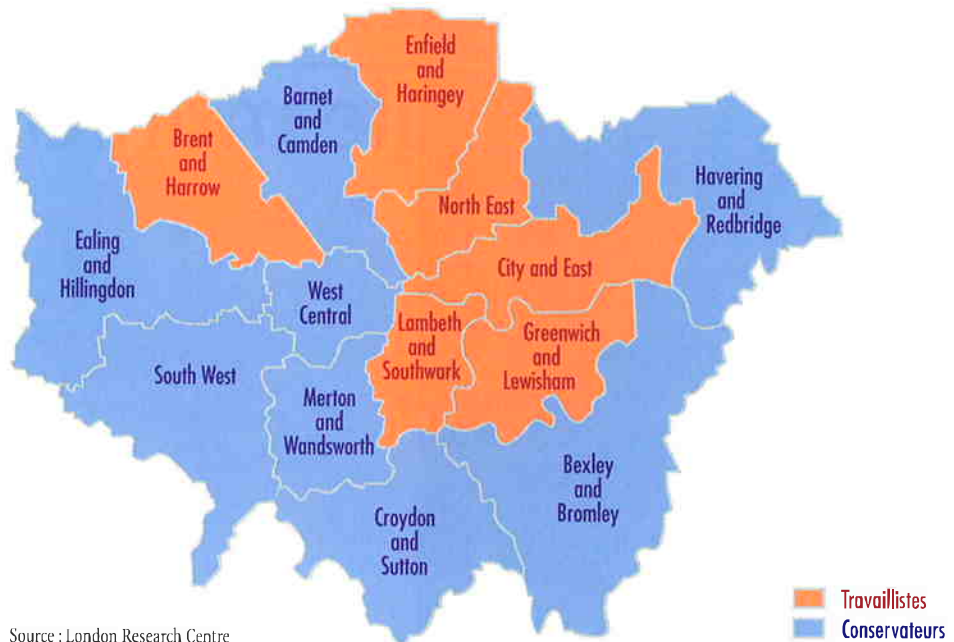 Enfield
and
Haringey
Barnet
and
Camden
Brent
and
Harrow
Havering
and
Redbridge
North East
Ealing
and
Hillingdon
City and East
West
Central
Lambeth
and
Southwark
Greenwich
and
Lewisham
South West
Merton
and
Wandsworth
Bexley
and
Bromley
Croydon
and
Sutton
Travaillistes
Conservateurs
Source : London Research Centre